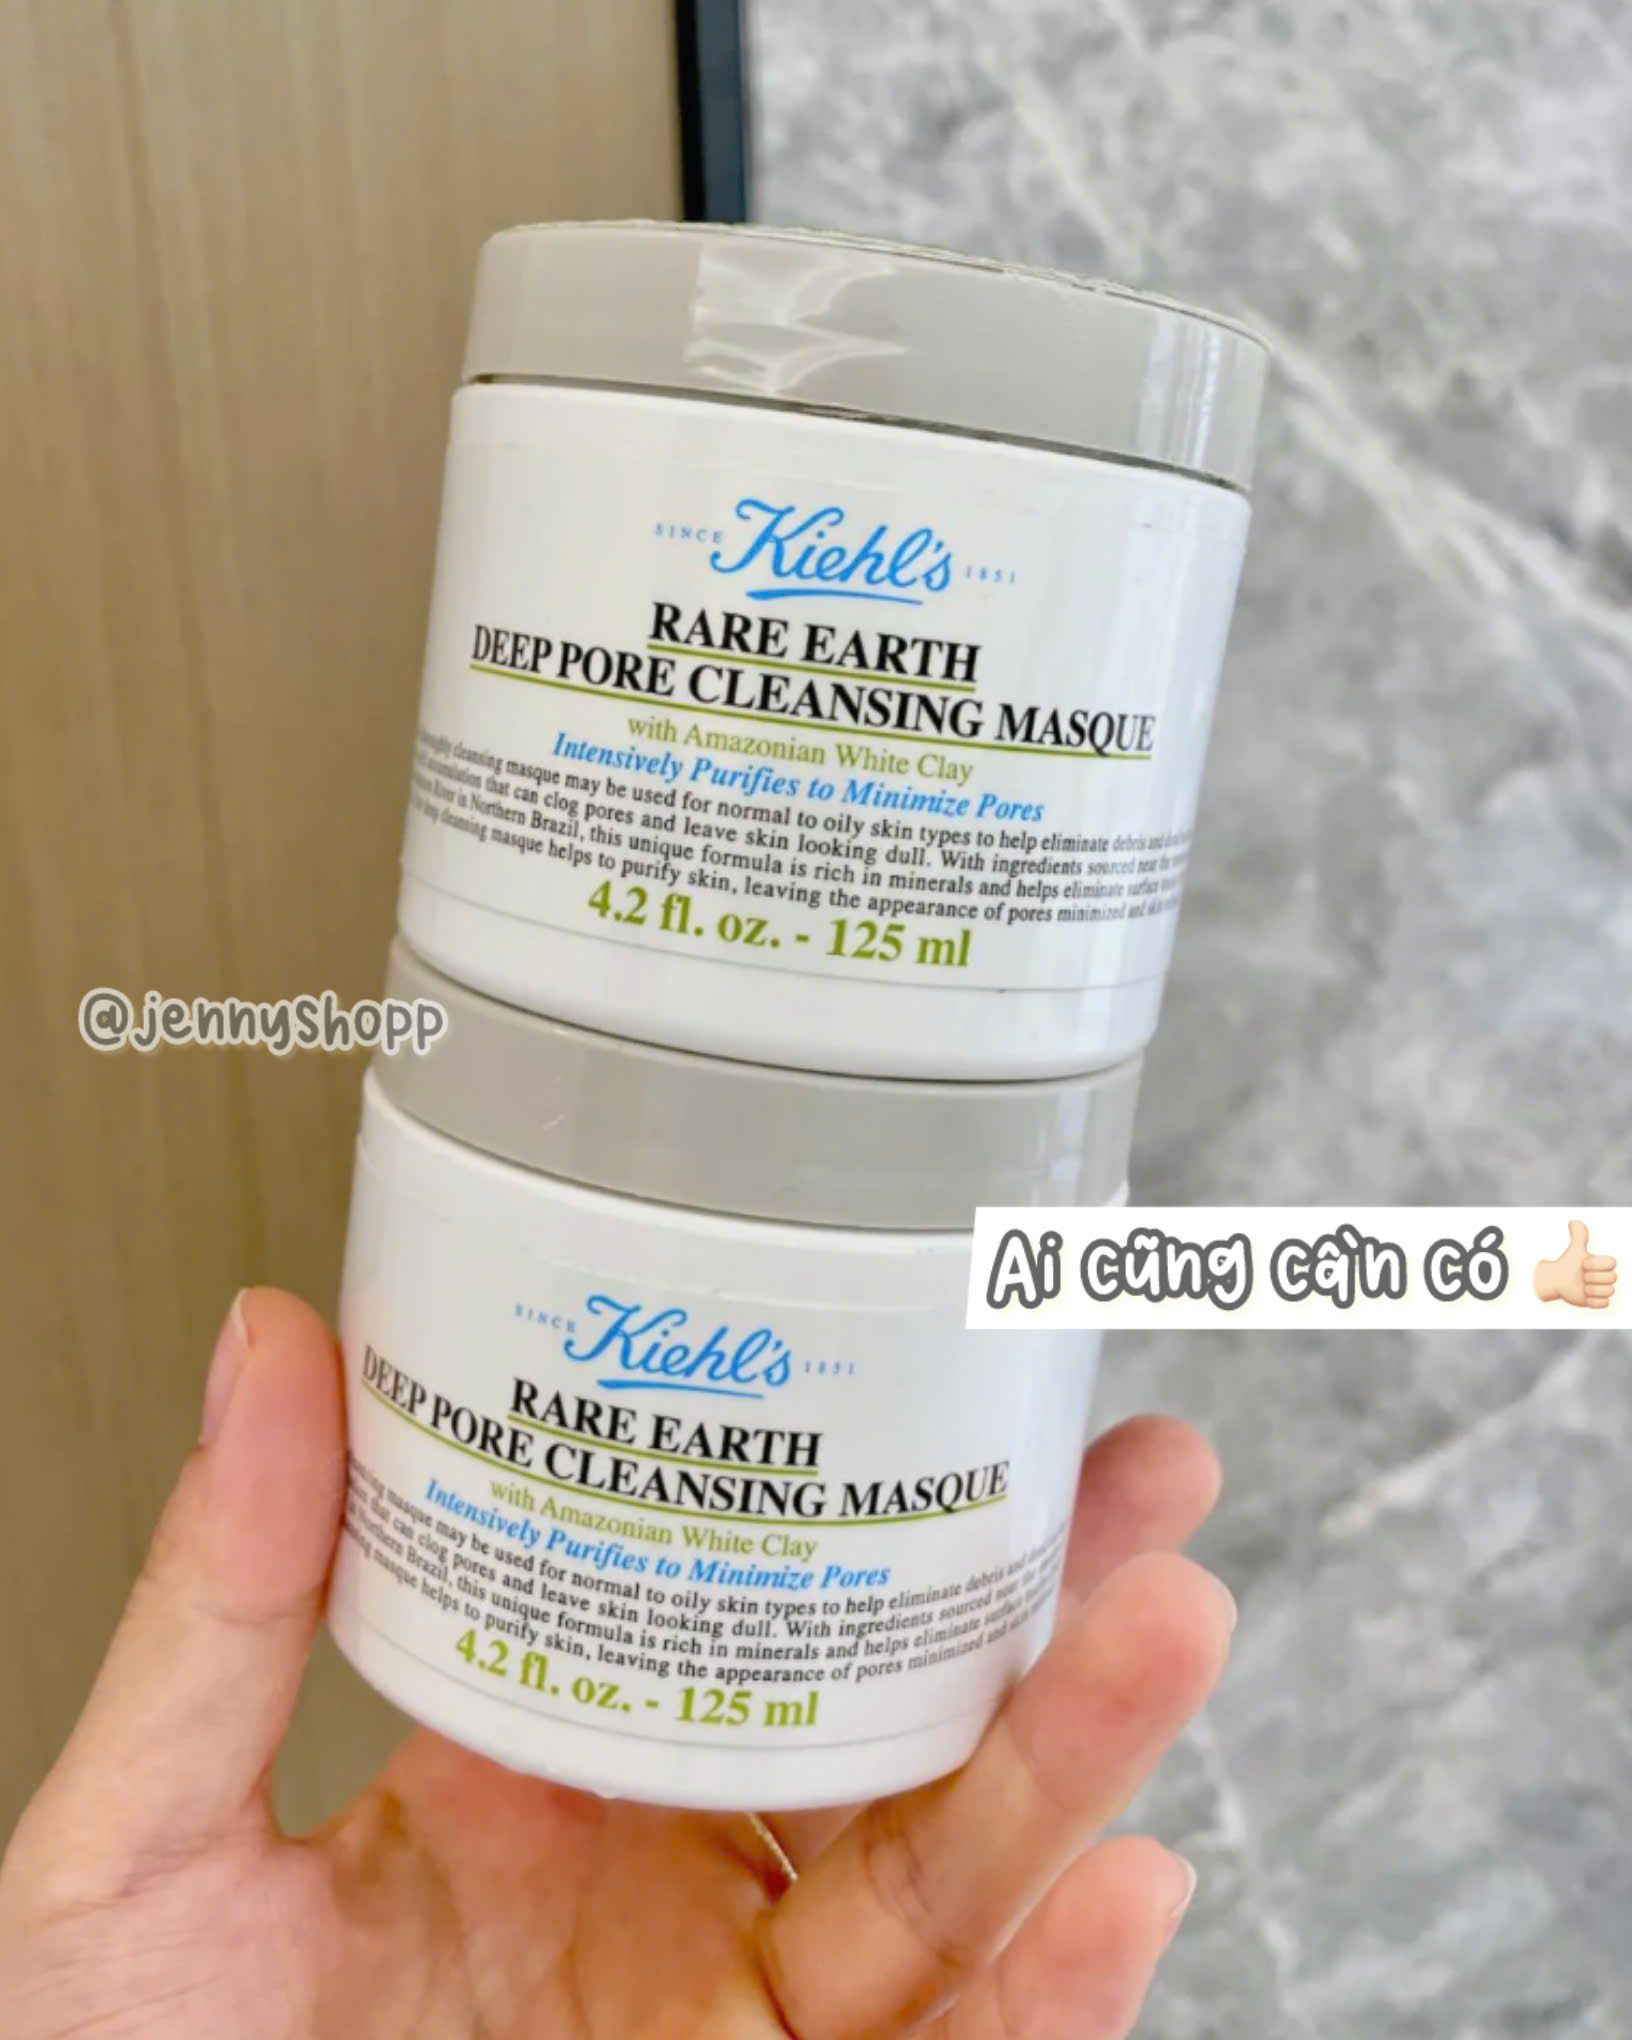 SINCE Kiehl's 1851
RARE EARTH
DEEP PORE CLEANSING MASQUE
with Amazonian White Clay
Intensively Purifies to Minimize Pores
cleansing masque may be used for normal to oily skin types to help eliminate debris and
that can clog pores and leave skin looking dull. With ingredients sourced near the
River in Northern Brazil, this unique formula is rich in minerals and helps eliminate surface
cleansing masque helps to purify skin, leaving the appearance of pores minimized and
4.2 fl. oz. - 125 ml
@jennyshopp
Ai cũng cần có 👍🏻
SINCE Kiehl's 1851
RARE EARTH
DEEP PORE CLEANSING MASQUE
with Amazonian White Clay
Intensively Purifies to Minimize Pores
masque may be used for normal to oily skin types to help eliminate debris and
that can clog pores and leave skin looking dull. With ingredients sourced near the
Northern Brazil, this unique formula is rich in minerals and helps eliminate surface
masque helps to purify skin, leaving the appearance of pores minimized and
4.2 fl. oz. - 125 ml